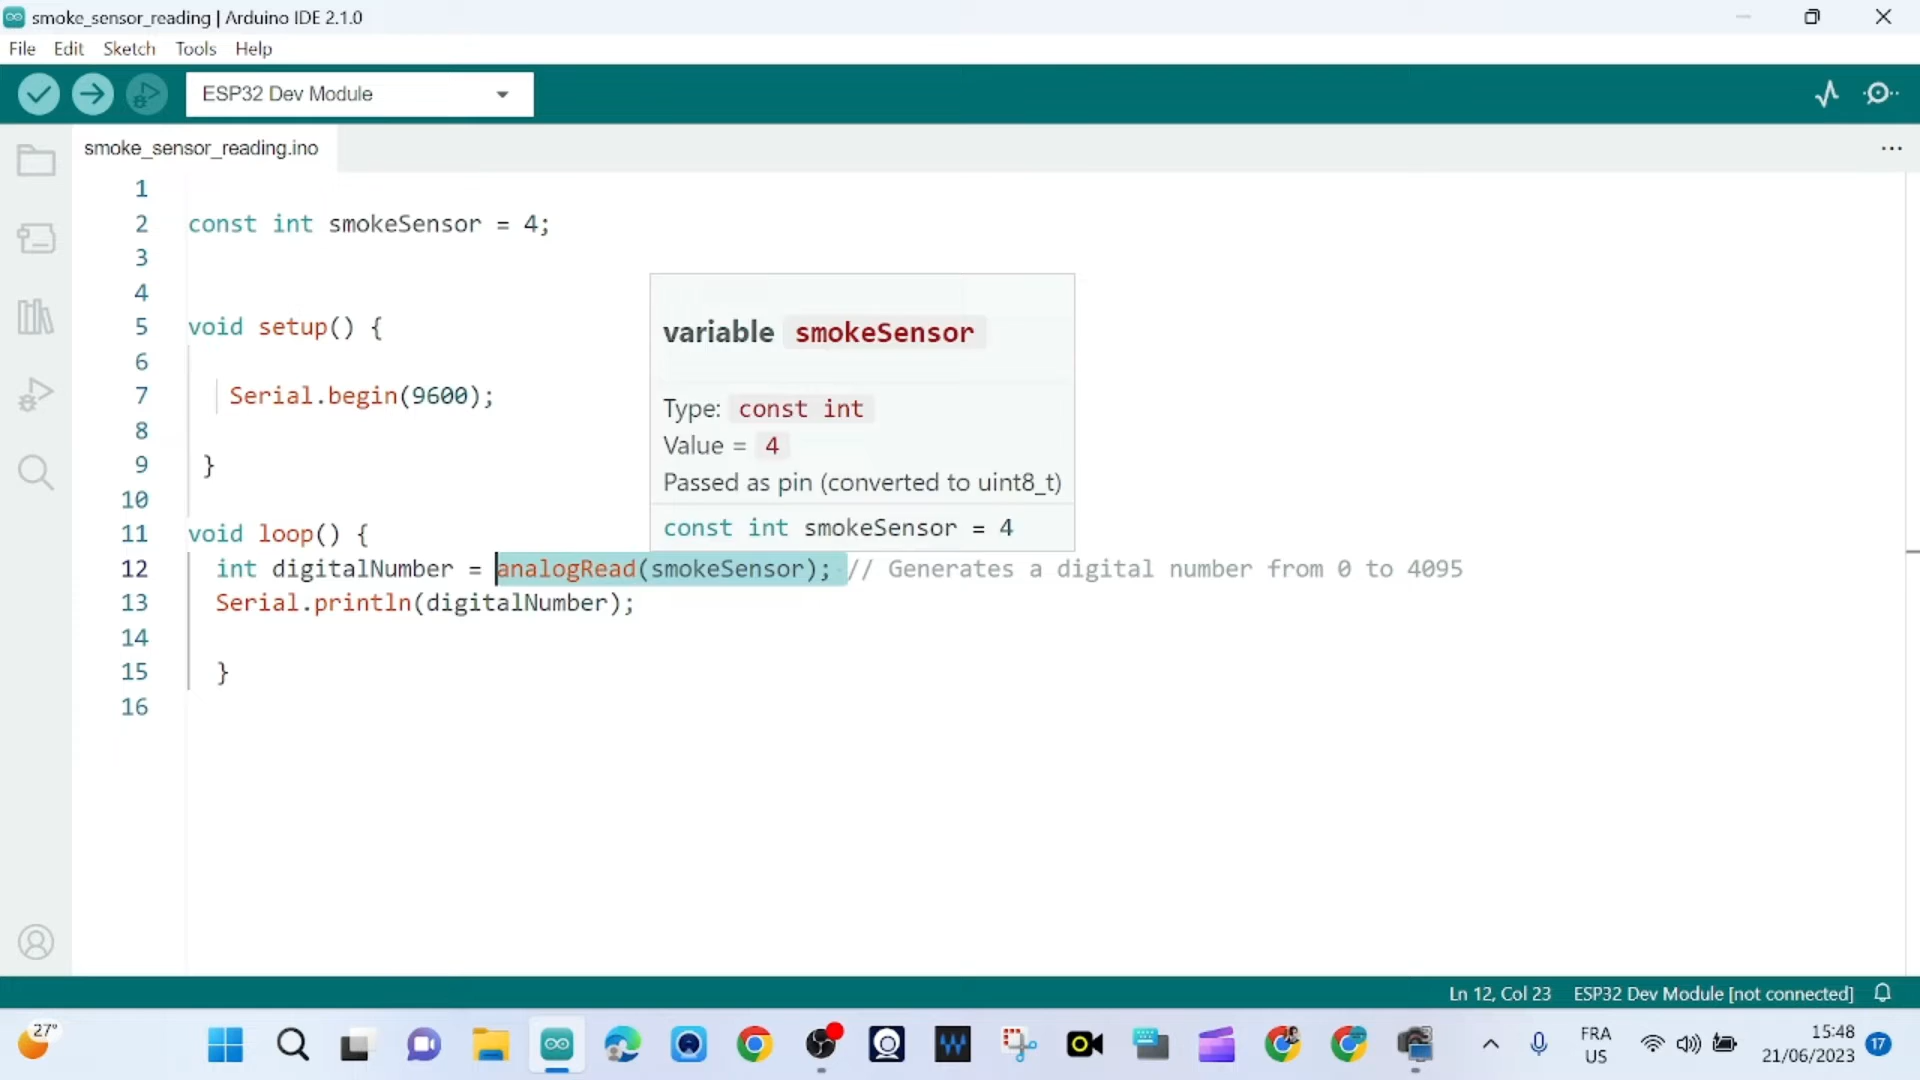 smoke_sensor_reading | Arduino IDE 2.1.0
File Edit Sketch Tools Help
ESP32 Dev Module
smoke_sensor_reading.ino
1
2 const int smokeSensor = 4;
3
4
5 void setup() {
6
7 Serial.begin(9600);
8
9 }
10
11 void loop() {
12 int digitalNumber = analogRead(smokeSensor); // Generates a digital number from 0 to 4095
13 Serial.println(digitalNumber);
14
15 }
16
variable smokeSensor
Type: const int
Value = 4
Passed as pin (converted to uint8_t)
const int smokeSensor = 4
Ln 12, Col 23 ESP32 Dev Module [not connected]
27°
FRA
US
15:48
21/06/2023
17